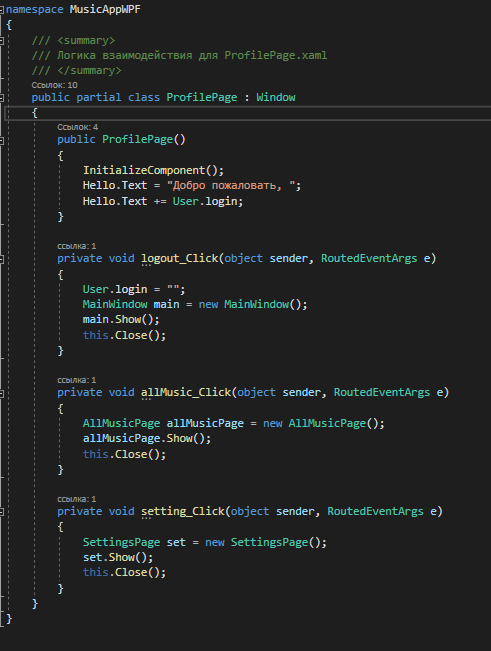 namespace MusicAppWPF
{
/// <summary>
/// Логика взаимодействия для ProfilePage.xaml
/// </summary>
Ссылок: 10
public partial class ProfilePage : Window
{
Ссылок: 4
public ProfilePage()
{
InitializeComponent();
Hello.Text = "Добро пожаловать, ";
Hello.Text += User.login;
}
ссылка: 1
private void logout_Click(object sender, RoutedEventArgs e)
{
User.login = "";
MainWindow main = new MainWindow();
main.Show();
this.Close();
}
ссылка: 1
private void allMusic_Click(object sender, RoutedEventArgs e)
{
AllMusicPage allMusicPage = new AllMusicPage();
allMusicPage.Show();
this.Close();
}
ссылка: 1
private void setting_Click(object sender, RoutedEventArgs e)
{
SettingsPage set = new SettingsPage();
set.Show();
this.Close();
}
}
}